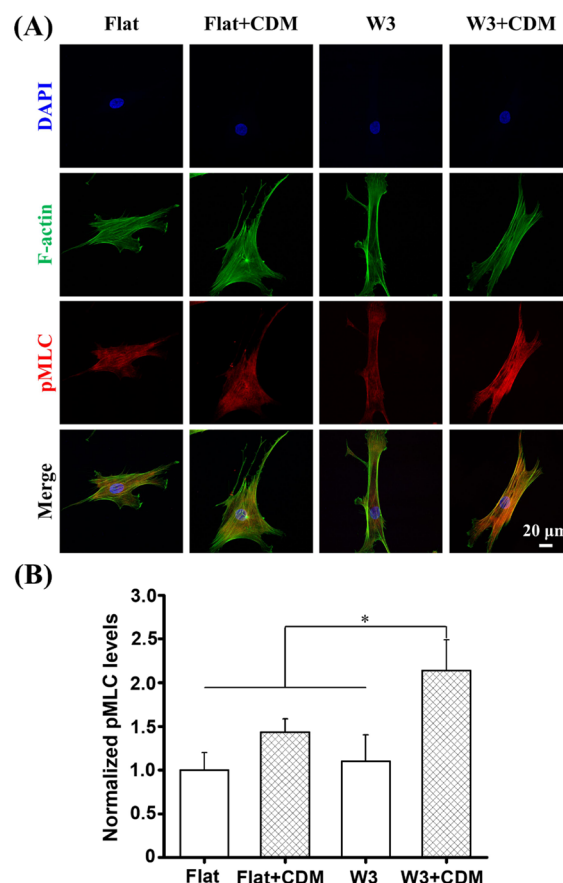 (A)
Flat Flat+CDM W3 W3+CDM
DAPI
F-actin
pMLC
Merge
20 μm
(B)
Normalized pMLC levels
3.0
2.5
2.0
1.5
1.0
0.5
0
*
Flat Flat+CDM W3 W3+CDM